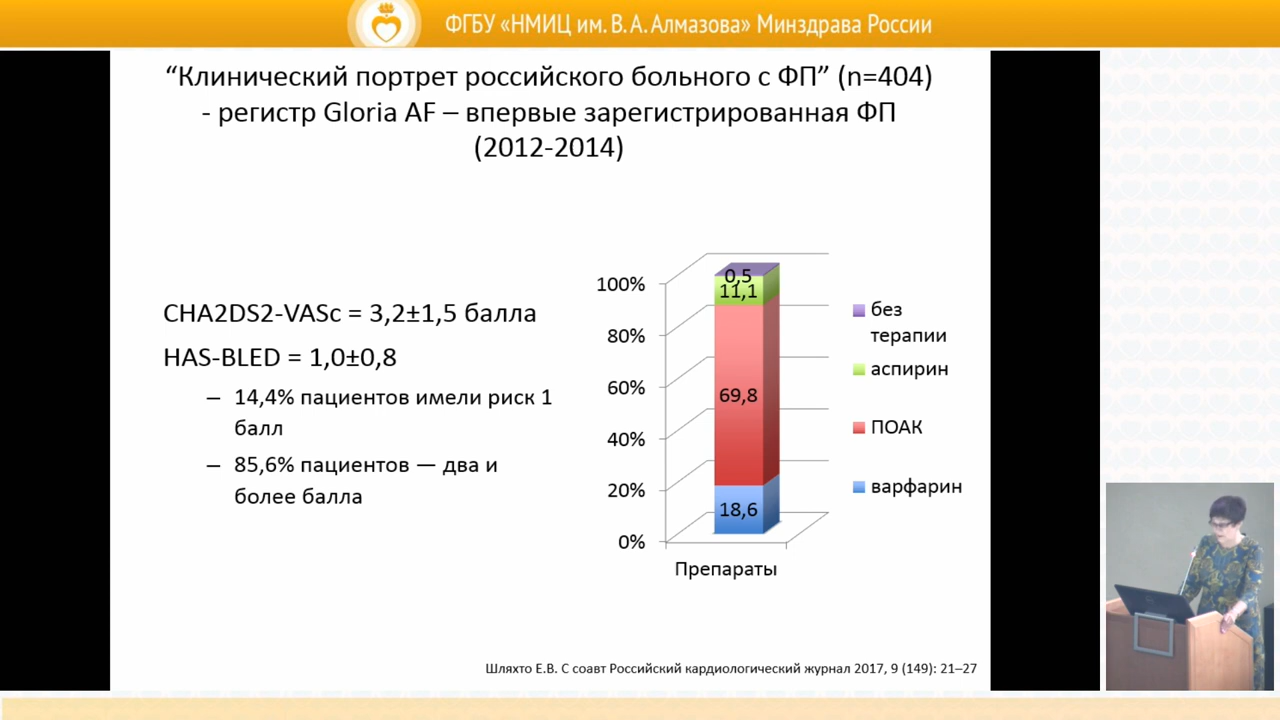 ФГБУ «НМИЦ им. В. А. Алмазова» Минздрава России
“Клинический портрет российского больного с ФП” (n=404)
- регистр Gloria AF – впервые зарегистрированная ФП
(2012-2014)
CHA2DS2-VASc = 3,2±1,5 балла
HAS-BLED = 1,0±0,8
– 14,4% пациентов имели риск 1
балл
– 85,6% пациентов — два и
более балла
100%
80%
60%
40%
20%
0%
0,5
11,1
69,8
18,6
Препараты
без
терапии
аспирин
ПОАК
варфарин
Шляхто Е.В. С соавт Российский кардиологический журнал 2017, 9 (149): 21–27